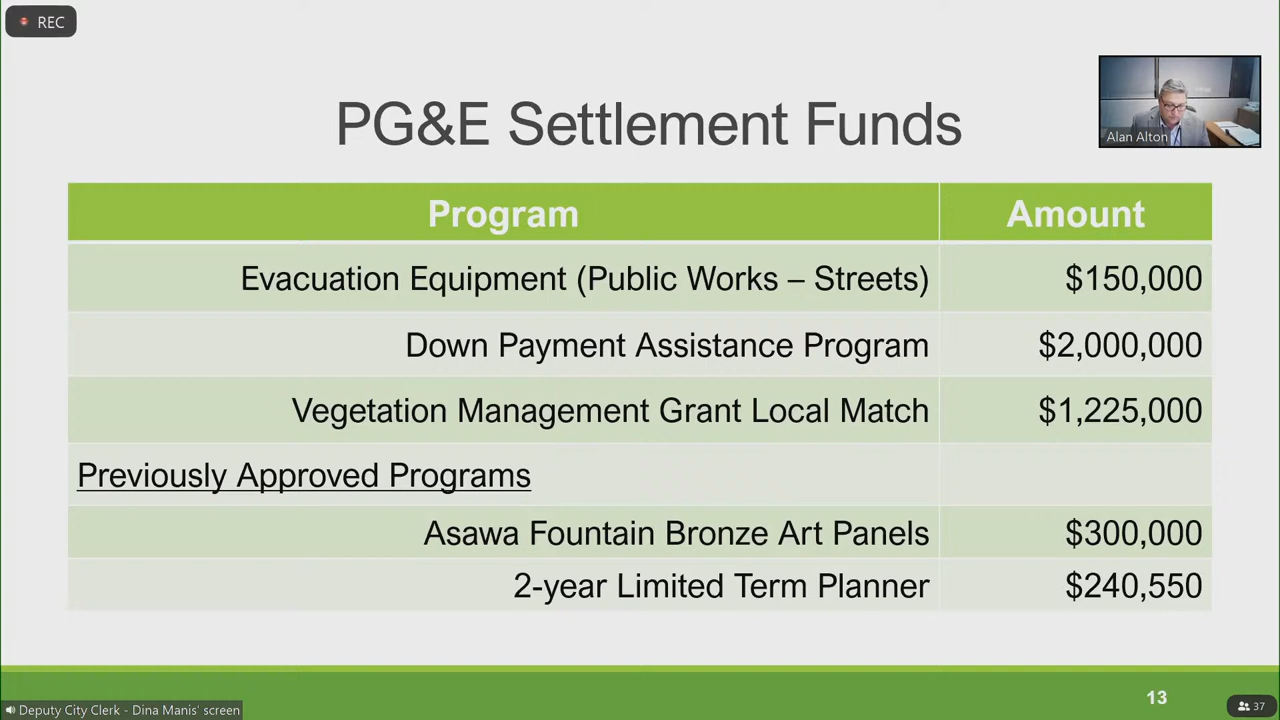 REC
PG&E Settlement Funds
Alan Alton
Program Amount
Evacuation Equipment (Public Works – Streets) $150,000
Down Payment Assistance Program $2,000,000
Vegetation Management Grant Local Match $1,225,000
Previously Approved Programs
Asawa Fountain Bronze Art Panels $300,000
2-year Limited Term Planner $240,550
13
Deputy City Clerk - Dina Manis' screen
37